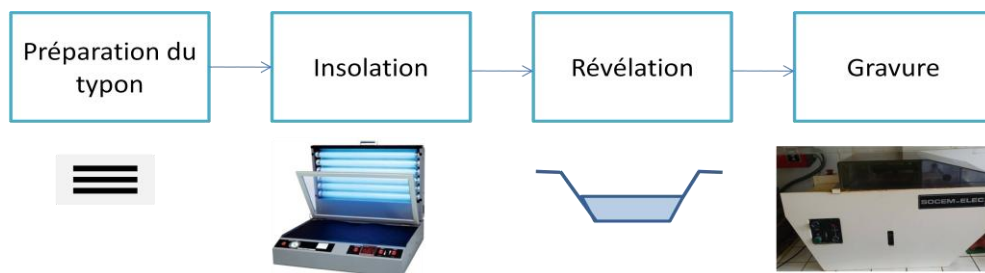 Préparation du
typon
Insolation
Révélation
Gravure
SOCEM-ELEC